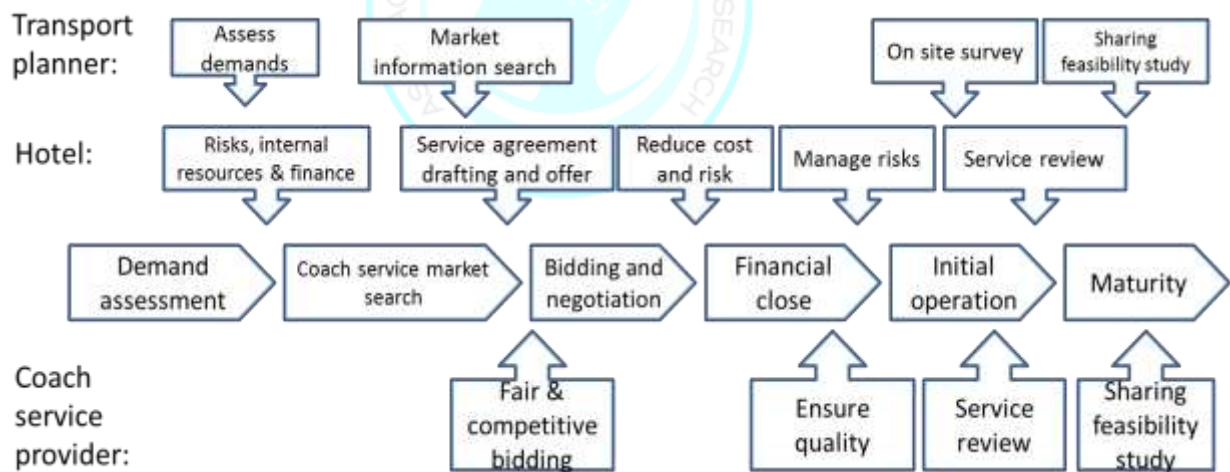 Transport
planner:
Assess
demands
Market
information search
On site survey
Sharing
feasibility study
Hotel:
Risks, internal
resources & finance
Service agreement
drafting and offer
Reduce cost
and risk
Manage risks
Service review
Demand
assessment
Coach service market
search
Bidding and
negotiation
Financial
close
Initial
operation
Maturity
Coach
service
provider:
Fair &
competitive
bidding
Ensure
quality
Service
review
Sharing
feasibility
study